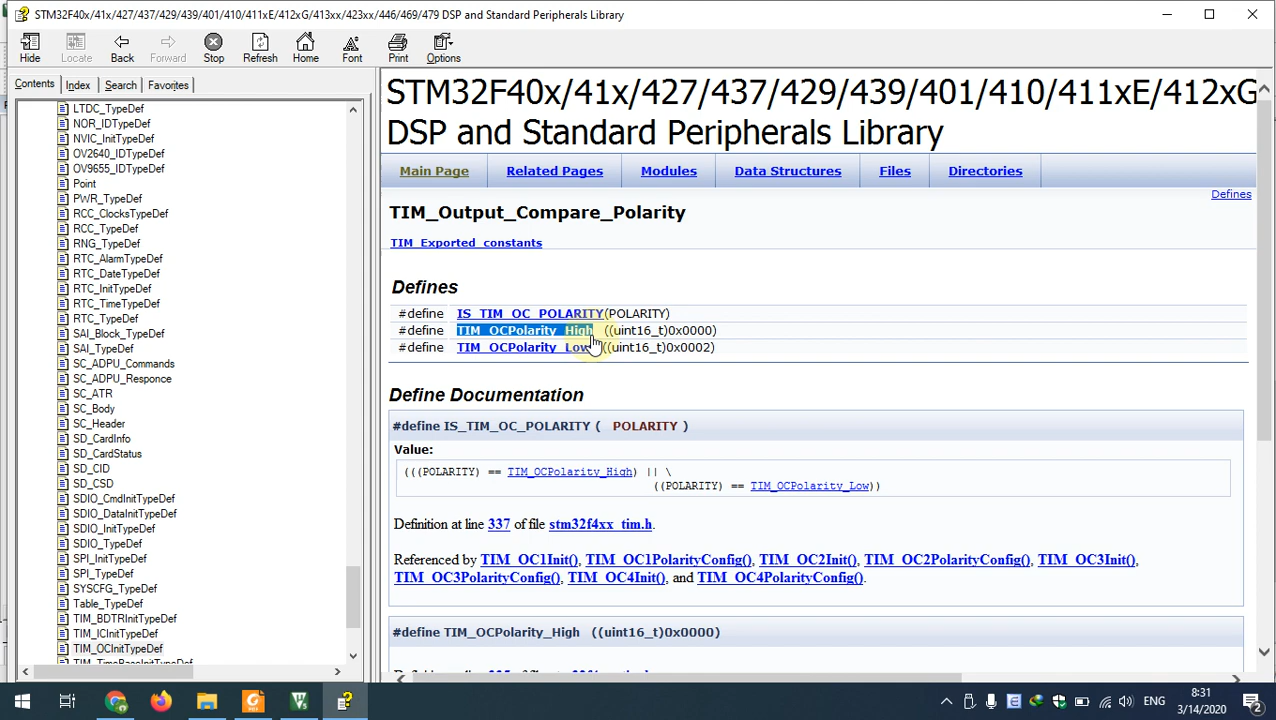 STM32F40x/41x/427/437/429/439/401/410/411xE/412xG/413xx/423xx/446/469/479 DSP and Standard Peripherals Library
Hide Locate Back Forward Stop Refresh Home Font Print Options
Contents Index Search Favorites
LTDC_TypeDef
NOR_IDTypeDef
NVIC_InitTypeDef
OV2640_IDTypeDef
OV9655_IDTypeDef
Point
PWR_TypeDef
RCC_ClocksTypeDef
RCC_TypeDef
RNG_TypeDef
RTC_AlarmTypeDef
RTC_DateTypeDef
RTC_InitTypeDef
RTC_TimeTypeDef
RTC_TypeDef
SAI_Block_TypeDef
SAI_TypeDef
SC_ADPU_Commands
SC_ADPU_Responce
SC_ATR
SC_Body
SC_Header
SD_CardInfo
SD_CardStatus
SD_CID
SD_CSD
SDIO_CmdInitTypeDef
SDIO_DataInitTypeDef
SDIO_InitTypeDef
SDIO_TypeDef
SPI_InitTypeDef
SPI_TypeDef
SYSCFG_TypeDef
Table_TypeDef
TIM_BDTRInitTypeDef
TIM_ICInitTypeDef
TIM_OCInitTypeDef
TIM_TimeBaseInitTypeDef
STM32F40x/41x/427/437/429/439/401/410/411xE/412xG
DSP and Standard Peripherals Library
Main Page Related Pages Modules Data Structures Files Directories
Defines
TIM_Output_Compare_Polarity
TIM_Exported_constants
Defines
#define IS_TIM_OC_POLARITY(POLARITY)
#define TIM_OCPolarity_High ((uint16_t)0x0000)
#define TIM_OCPolarity_Low ((uint16_t)0x0002)
Define Documentation
#define IS_TIM_OC_POLARITY ( POLARITY )
Value:
(((POLARITY) == TIM_OCPolarity_High) || \
((POLARITY) == TIM_OCPolarity_Low))
Definition at line 337 of file stm32f4xx_tim.h.
Referenced by TIM_OC1Init(), TIM_OC1PolarityConfig(), TIM_OC2Init(), TIM_OC2PolarityConfig(), TIM_OC3Init(),
TIM_OC3PolarityConfig(), TIM_OC4Init(), and TIM_OC4PolarityConfig().
#define TIM_OCPolarity_High ((uint16_t)0x0000)
ENG
8:31
3/14/2020
2